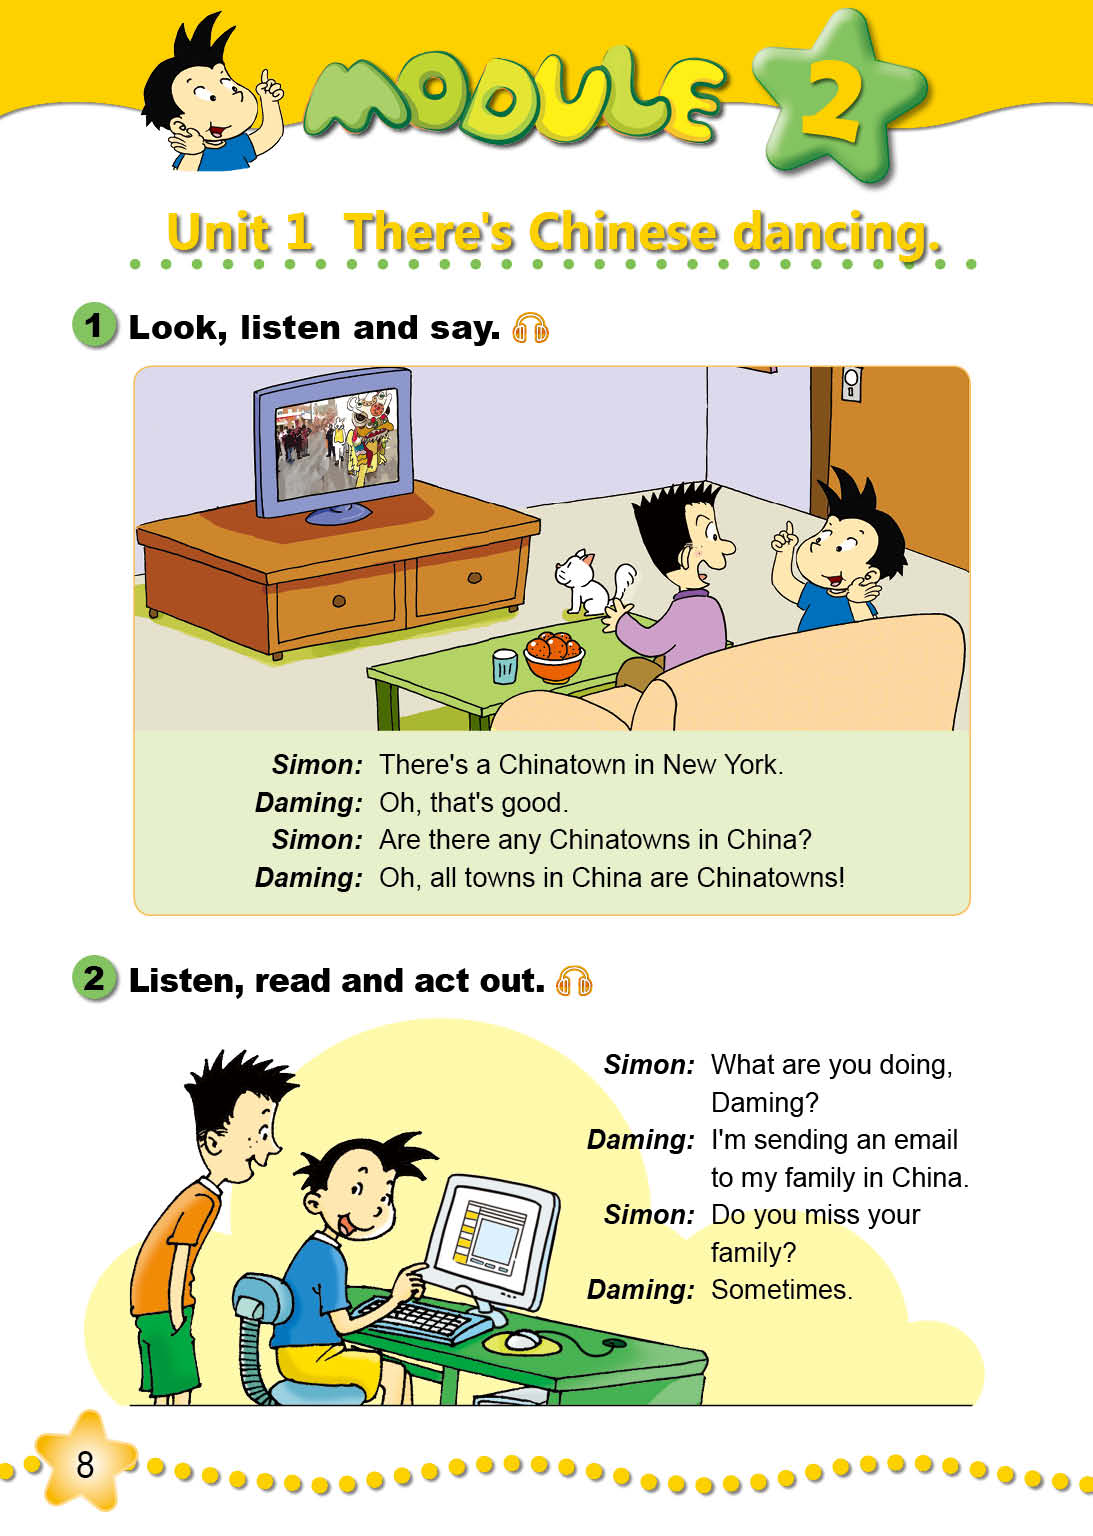 MODULE 2
Unit 1 There's Chinese dancing.
1 Look, listen and say.
Simon: There's a Chinatown in New York.
Daming: Oh, that's good.
Simon: Are there any Chinatowns in China?
Daming: Oh, all towns in China are Chinatowns!
2 Listen, read and act out.
Simon: What are you doing,
Daming?
Daming: I'm sending an email
to my family in China.
Simon: Do you miss your
family?
Daming: Sometimes.
8